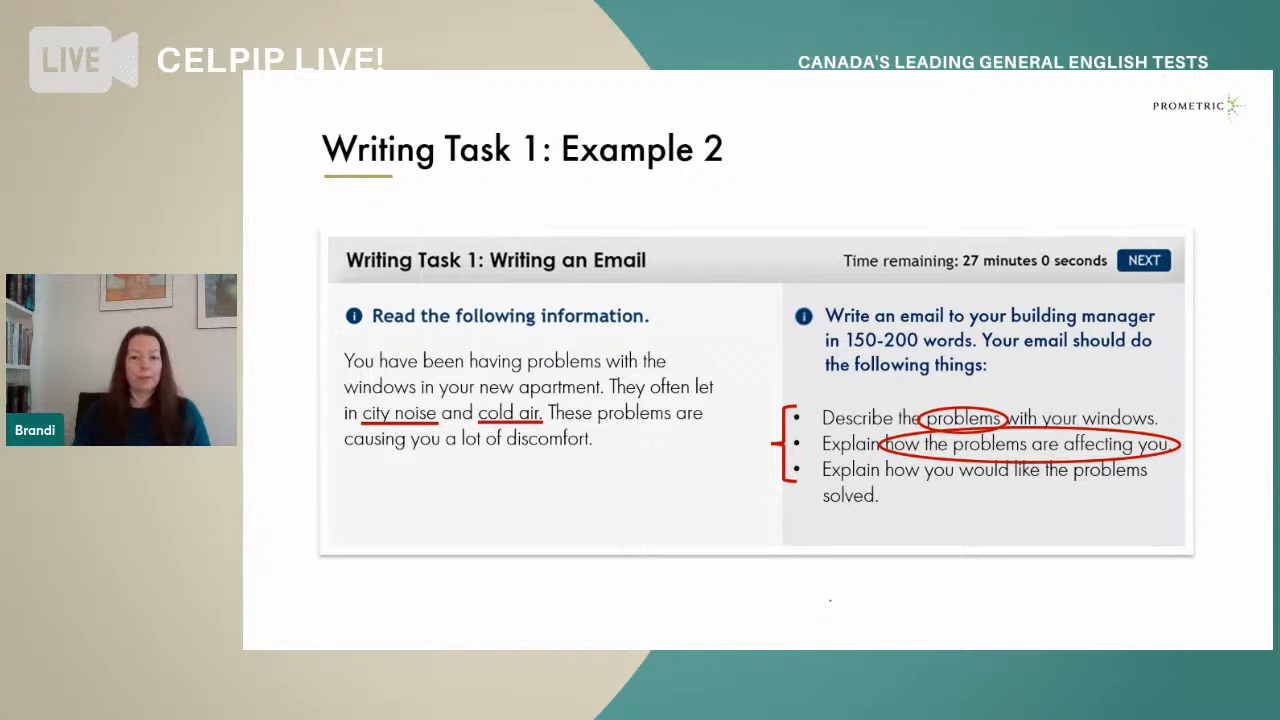 LIVE
CELPIP LIVE!
CANADA'S LEADING GENERAL ENGLISH TESTS
PROMETRIC
Writing Task 1: Example 2
Writing Task 1: Writing an Email
Time remaining: 27 minutes 0 seconds
NEXT
Read the following information.
You have been having problems with the
windows in your new apartment. They often let
in city noise and cold air. These problems are
causing you a lot of discomfort.
Write an email to your building manager
in 150-200 words. Your email should do
the following things:
• Describe the problems with your windows.
• Explain how the problems are affecting you.
• Explain how you would like the problems
solved.
Brandi